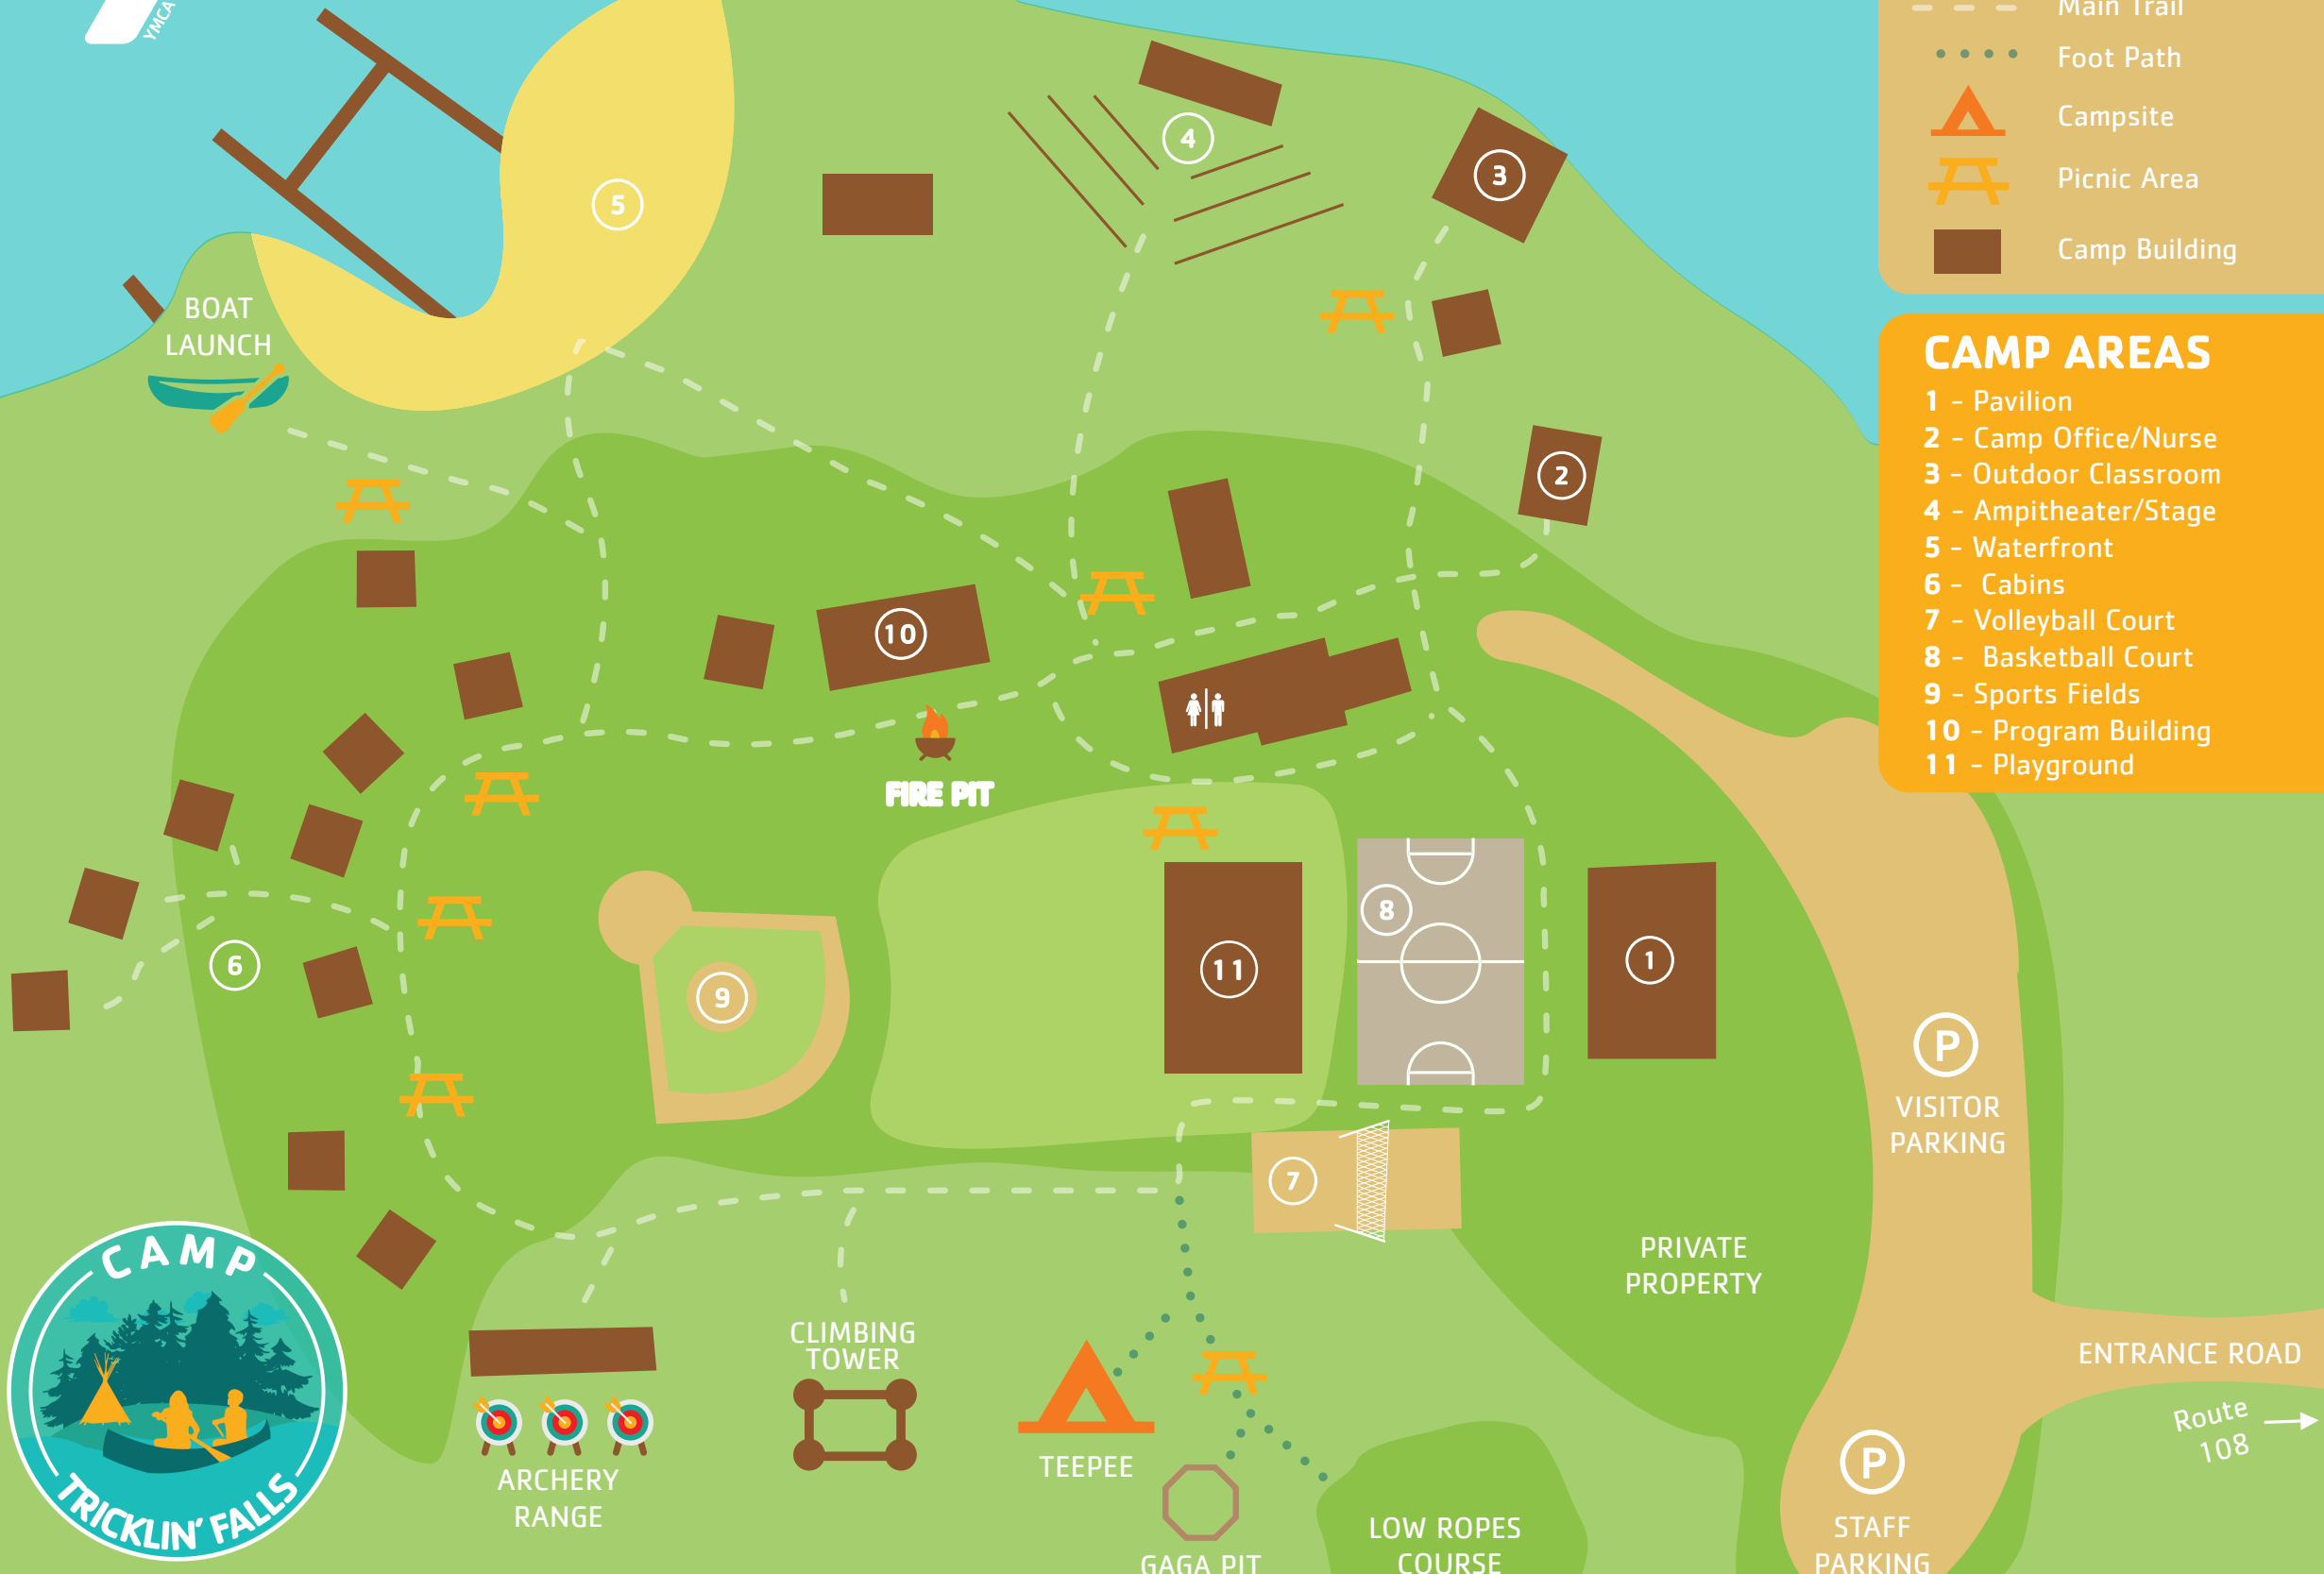 YMCA
Main Trail
Foot Path
Campsite
Picnic Area
Camp Building
CAMP AREAS
1 - Pavilion
2 - Camp Office/Nurse
3 - Outdoor Classroom
4 - Ampitheater/Stage
5 - Waterfront
6 - Cabins
7 - Volleyball Court
8 - Basketball Court
9 - Sports Fields
10 - Program Building
11 - Playground
4
3
5
BOAT
LAUNCH
2
10
FIRE PIT
8
1
11
6
9
P
VISITOR
PARKING
7
PRIVATE
PROPERTY
CAMP
TRICKLIN' FALLS
CLIMBING
TOWER
ENTRANCE ROAD
Route
108
TEEPEE
ARCHERY
RANGE
P
STAFF
PARKING
LOW ROPES
COURSE
GAGA PIT